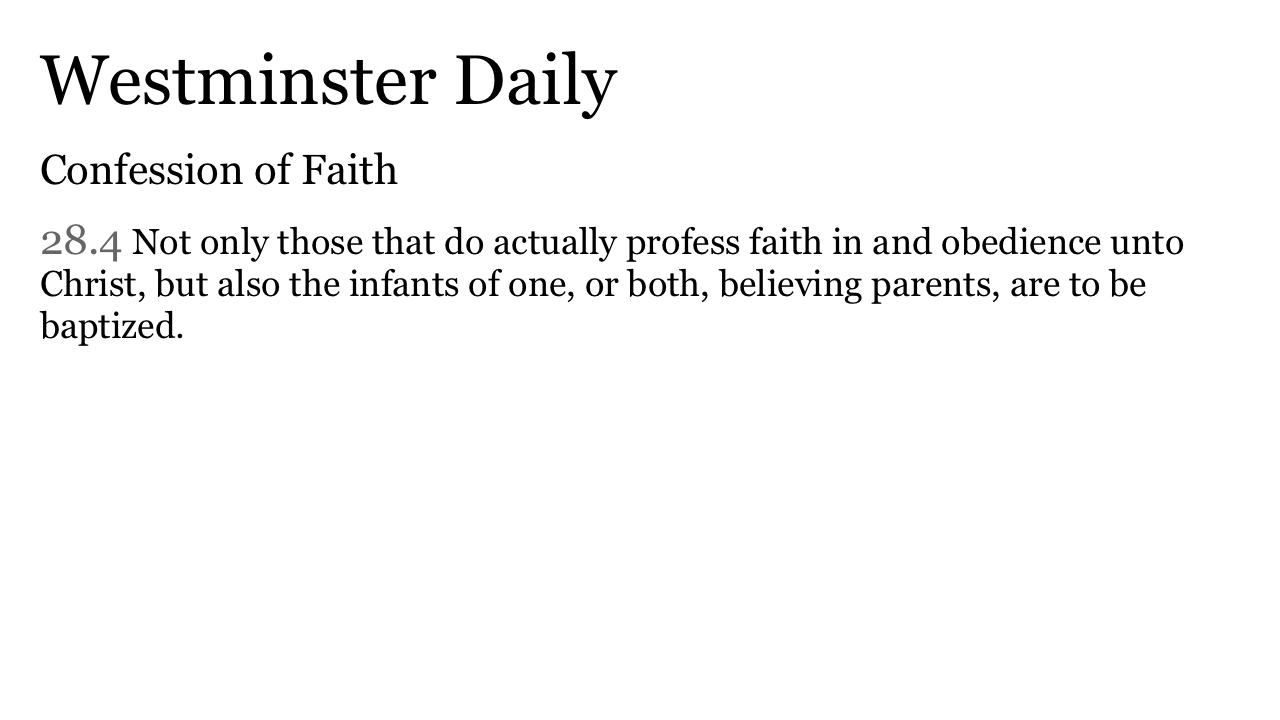 Westminster Daily
Confession of Faith
28.4 Not only those that do actually profess faith in and obedience unto
Christ, but also the infants of one, or both, believing parents, are to be
baptized.